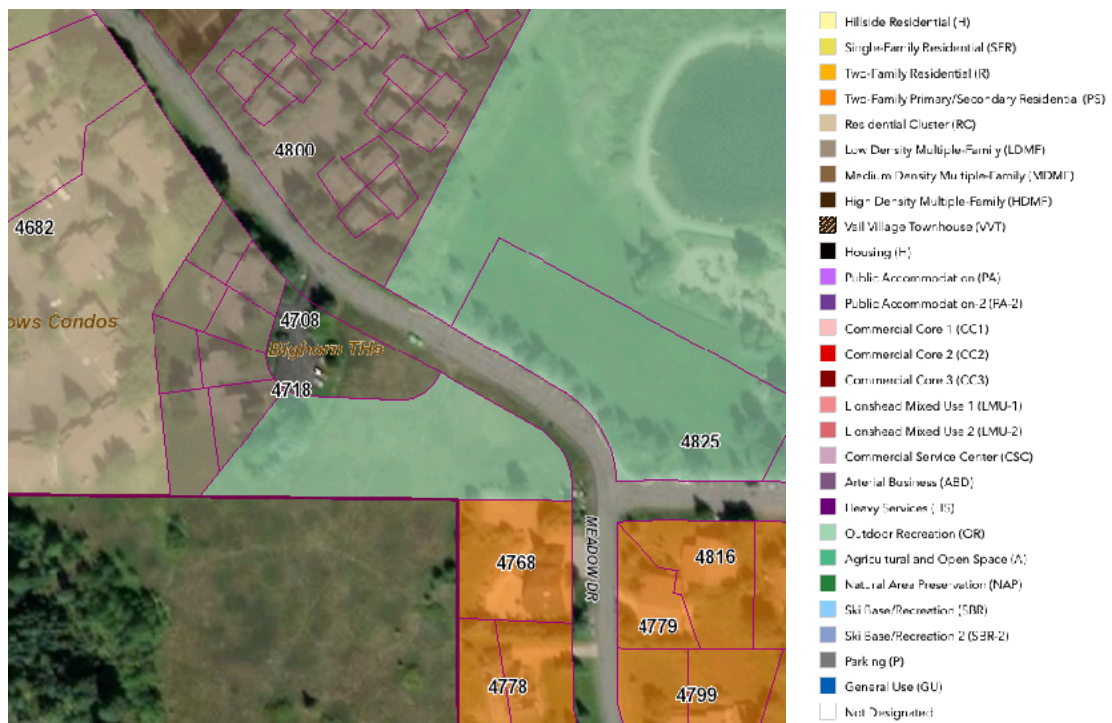 4800
4682
4708
ows Condos
Bighorn THs
4718
4825
MEADOW DR
4768
4816
4779
4778
4799
Hillside Residential (H)
Single-Family Residential (SFR)
Two-Family Residential (R)
Two-Family Primary/Secondary Residential (PS)
Residential Cluster (RC)
Low Density Multiple-Family (LDMF)
Medium Density Multiple-Family (MDMF)
High Density Multiple-Family (HDMF)
Vail Village Townhouse (VVT)
Housing (H)
Public Accommodation (PA)
Public Accommodation-2 (PA-2)
Commercial Core 1 (CC1)
Commercial Core 2 (CC2)
Commercial Core 3 (CC3)
Lionshead Mixed Use 1 (LMU-1)
Lionshead Mixed Use 2 (LMU-2)
Commercial Service Center (CSC)
Arterial Business (ABD)
Heavy Services (HS)
Outdoor Recreation (OR)
Agricultural and Open Space (A)
Natural Area Preservation (NAP)
Ski Base/Recreation (SBR)
Ski Base/Recreation 2 (SBR-2)
Parking (P)
General Use (GU)
Not Designated